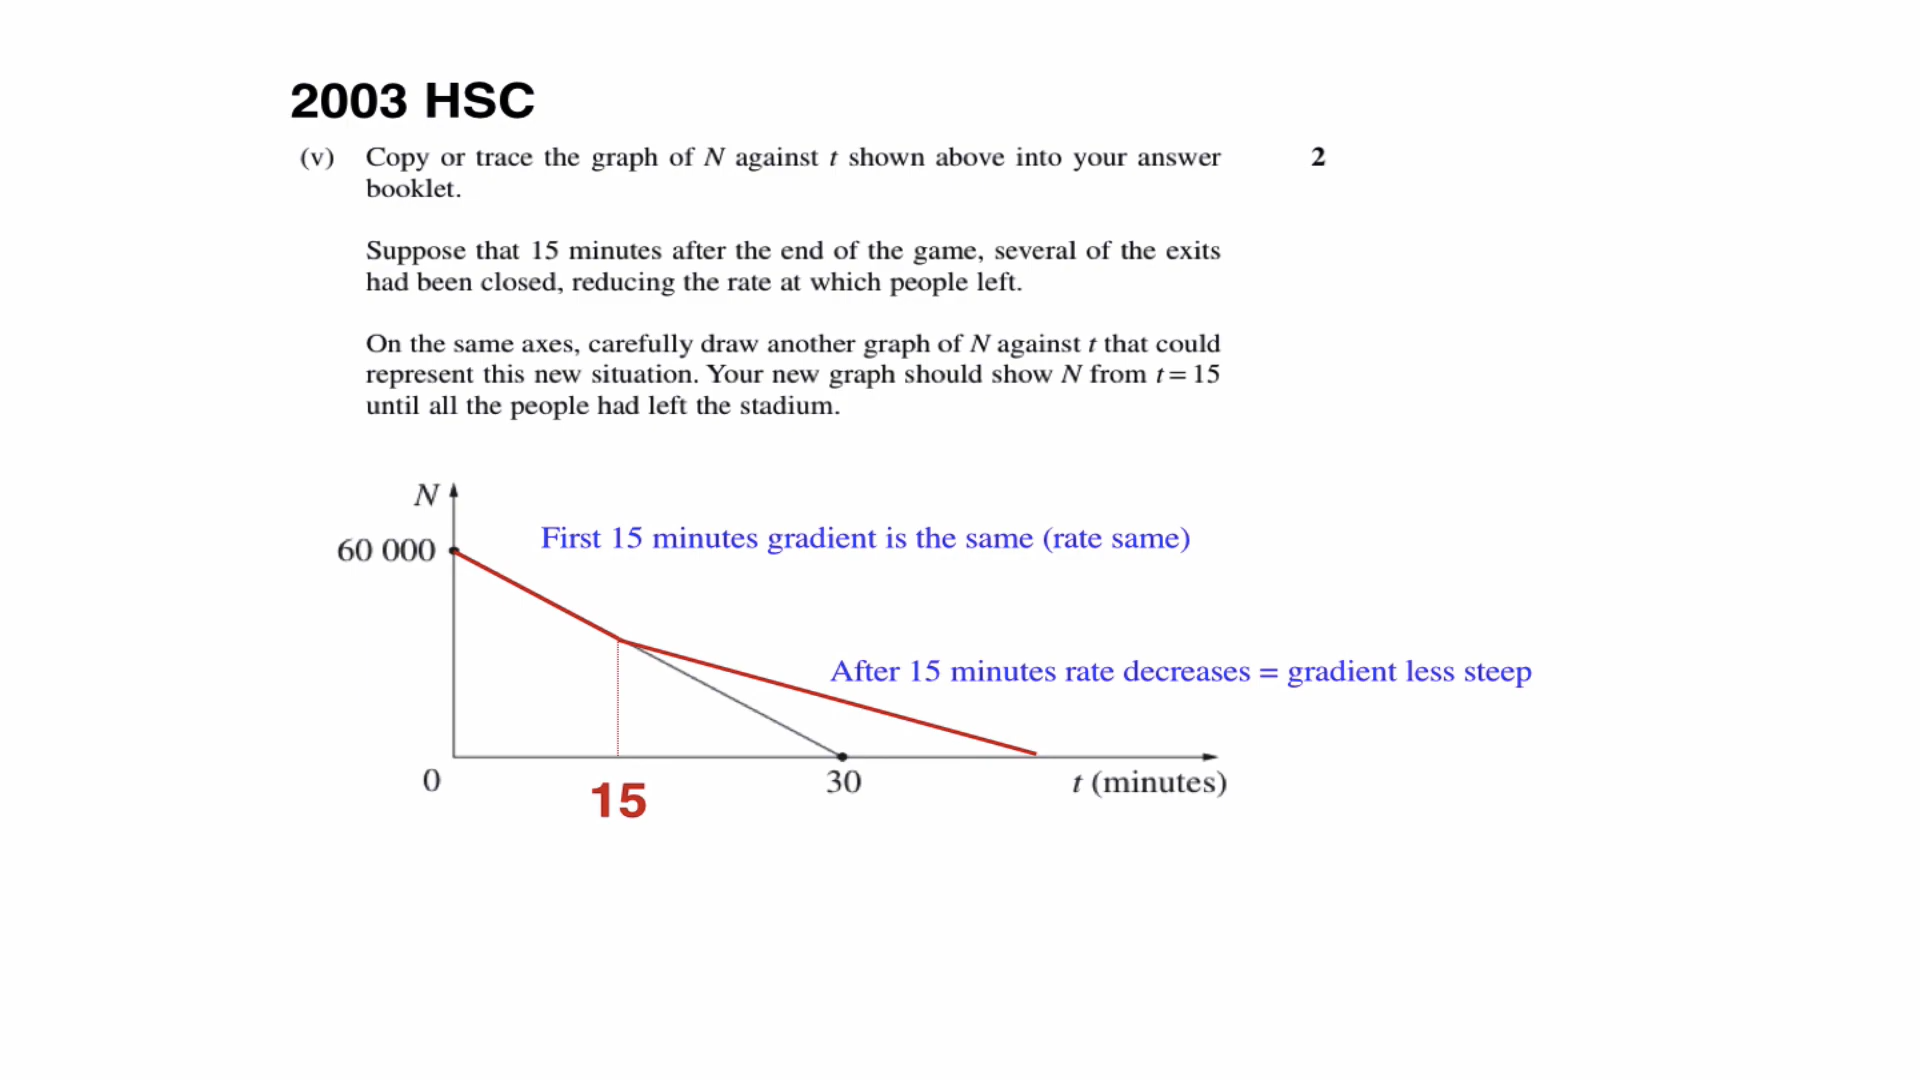 2003 HSC
(v) Copy or trace the graph of N against t shown above into your answer 2
booklet.
Suppose that 15 minutes after the end of the game, several of the exits
had been closed, reducing the rate at which people left.
On the same axes, carefully draw another graph of N against t that could
represent this new situation. Your new graph should show N from t = 15
until all the people had left the stadium.
N
First 15 minutes gradient is the same (rate same)
60 000
After 15 minutes rate decreases = gradient less steep
0
15
30
t (minutes)